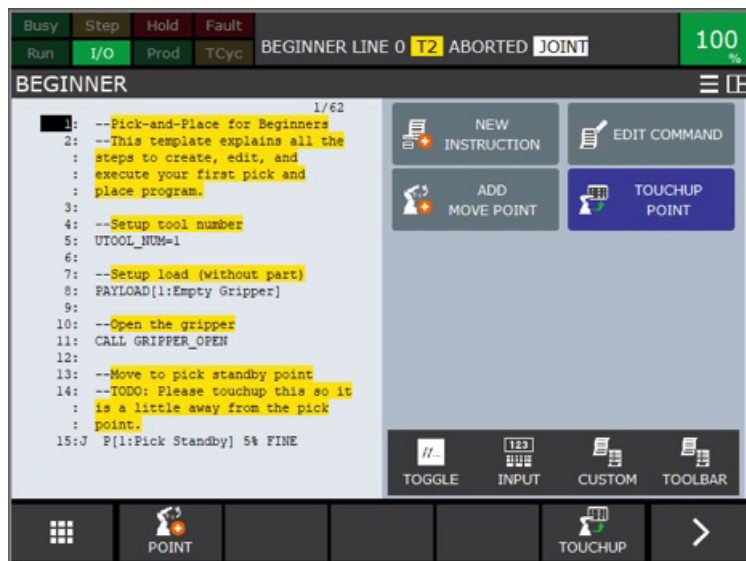 Busy Step Hold Fault
Run I/O Prod TCyc
BEGINNER LINE 0 T2 ABORTED JOINT
100
%
BEGINNER
1/62
1: --Pick-and-Place for Beginners
2: --This template explains all the
: steps to create, edit, and
: execute your first pick and
: place program.
3:
4: --Setup tool number
5: UTOOL_NUM=1
6:
7: --Setup load (without part)
8: PAYLOAD[1:Empty Gripper]
9:
10: --Open the gripper
11: CALL GRIPPER_OPEN
12:
13: --Move to pick standby point
14: --TODO: Please touchup this so it
: is a little away from the pick
: point.
15:J P[1:Pick Standby] 5% FINE
NEW
INSTRUCTION
EDIT COMMAND
ADD
MOVE POINT
TOUCHUP
POINT
//...
123
TOGGLE INPUT CUSTOM TOOLBAR
POINT
TOUCHUP